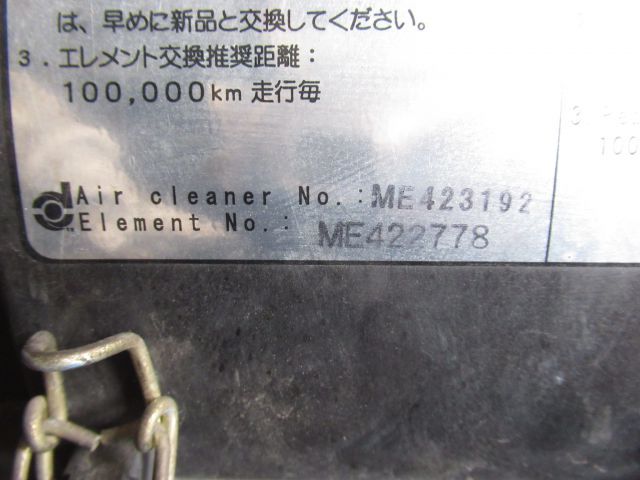 は、早めに新品と交換してください。
3．エレメント交換推奨距離：
100,000km 走行毎
Air cleaner No.:ME423192
Element No.: ME422778
3
100